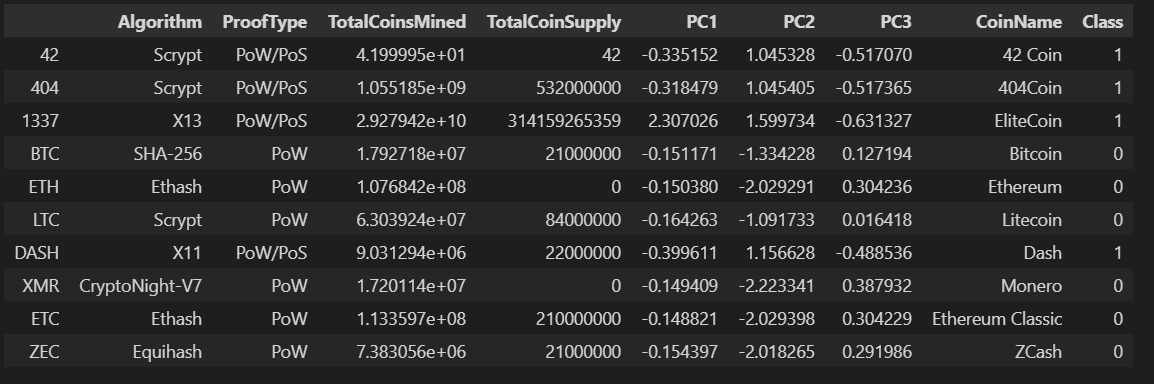 Algorithm ProofType TotalCoinsMined TotalCoinSupply PC1 PC2 PC3 CoinName Class
42 Scrypt PoW/PoS 4.199995e+01 42 -0.335152 1.045328 -0.517070 42 Coin 1
404 Scrypt PoW/PoS 1.055185e+09 532000000 -0.318479 1.045405 -0.517365 404Coin 1
1337 X13 PoW/PoS 2.927942e+10 314159265359 2.307026 1.599734 -0.631327 EliteCoin 1
BTC SHA-256 PoW 1.792718e+07 21000000 -0.151171 -1.334228 0.127194 Bitcoin 0
ETH Ethash PoW 1.076842e+08 0 -0.150380 -2.029291 0.304236 Ethereum 0
LTC Scrypt PoW 6.303924e+07 84000000 -0.164263 -1.091733 0.016418 Litecoin 0
DASH X11 PoW/PoS 9.031294e+06 22000000 -0.399611 1.156628 -0.488536 Dash 1
XMR CryptoNight-V7 PoW 1.720114e+07 0 -0.149409 -2.223341 0.387932 Monero 0
ETC Ethash PoW 1.133597e+08 210000000 -0.148821 -2.029398 0.304229 Ethereum Classic 0
ZEC Equihash PoW 7.383056e+06 21000000 -0.154397 -2.018265 0.291986 ZCash 0